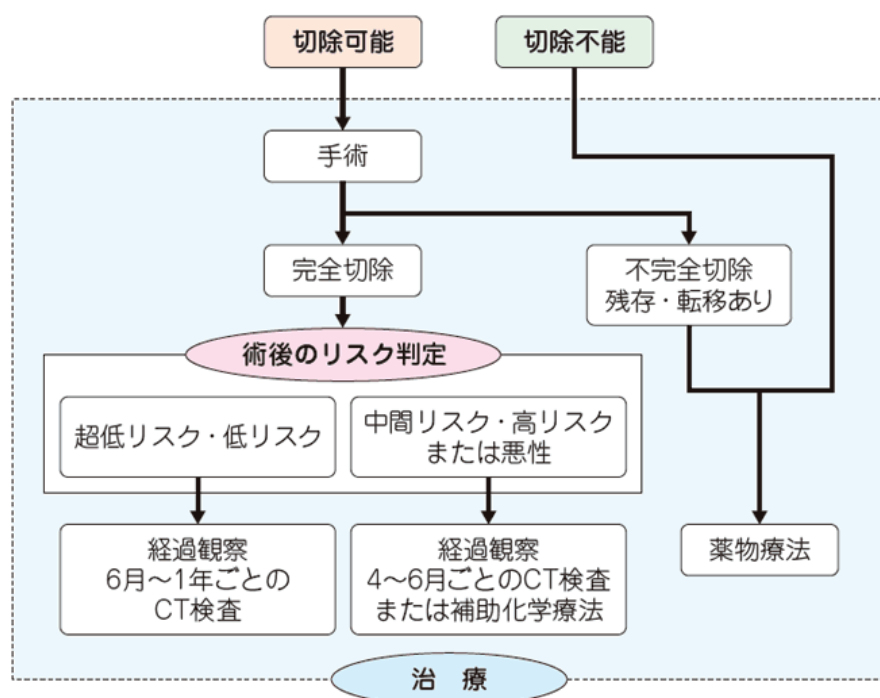 切除可能
切除不能
手術
完全切除
不完全切除
残存・転移あり
術後のリスク判定
超低リスク・低リスク
中間リスク・高リスク
または悪性
経過観察
6月～1年ごとの
CT検査
経過観察
4～6月ごとのCT検査
または補助化学療法
薬物療法
治　療